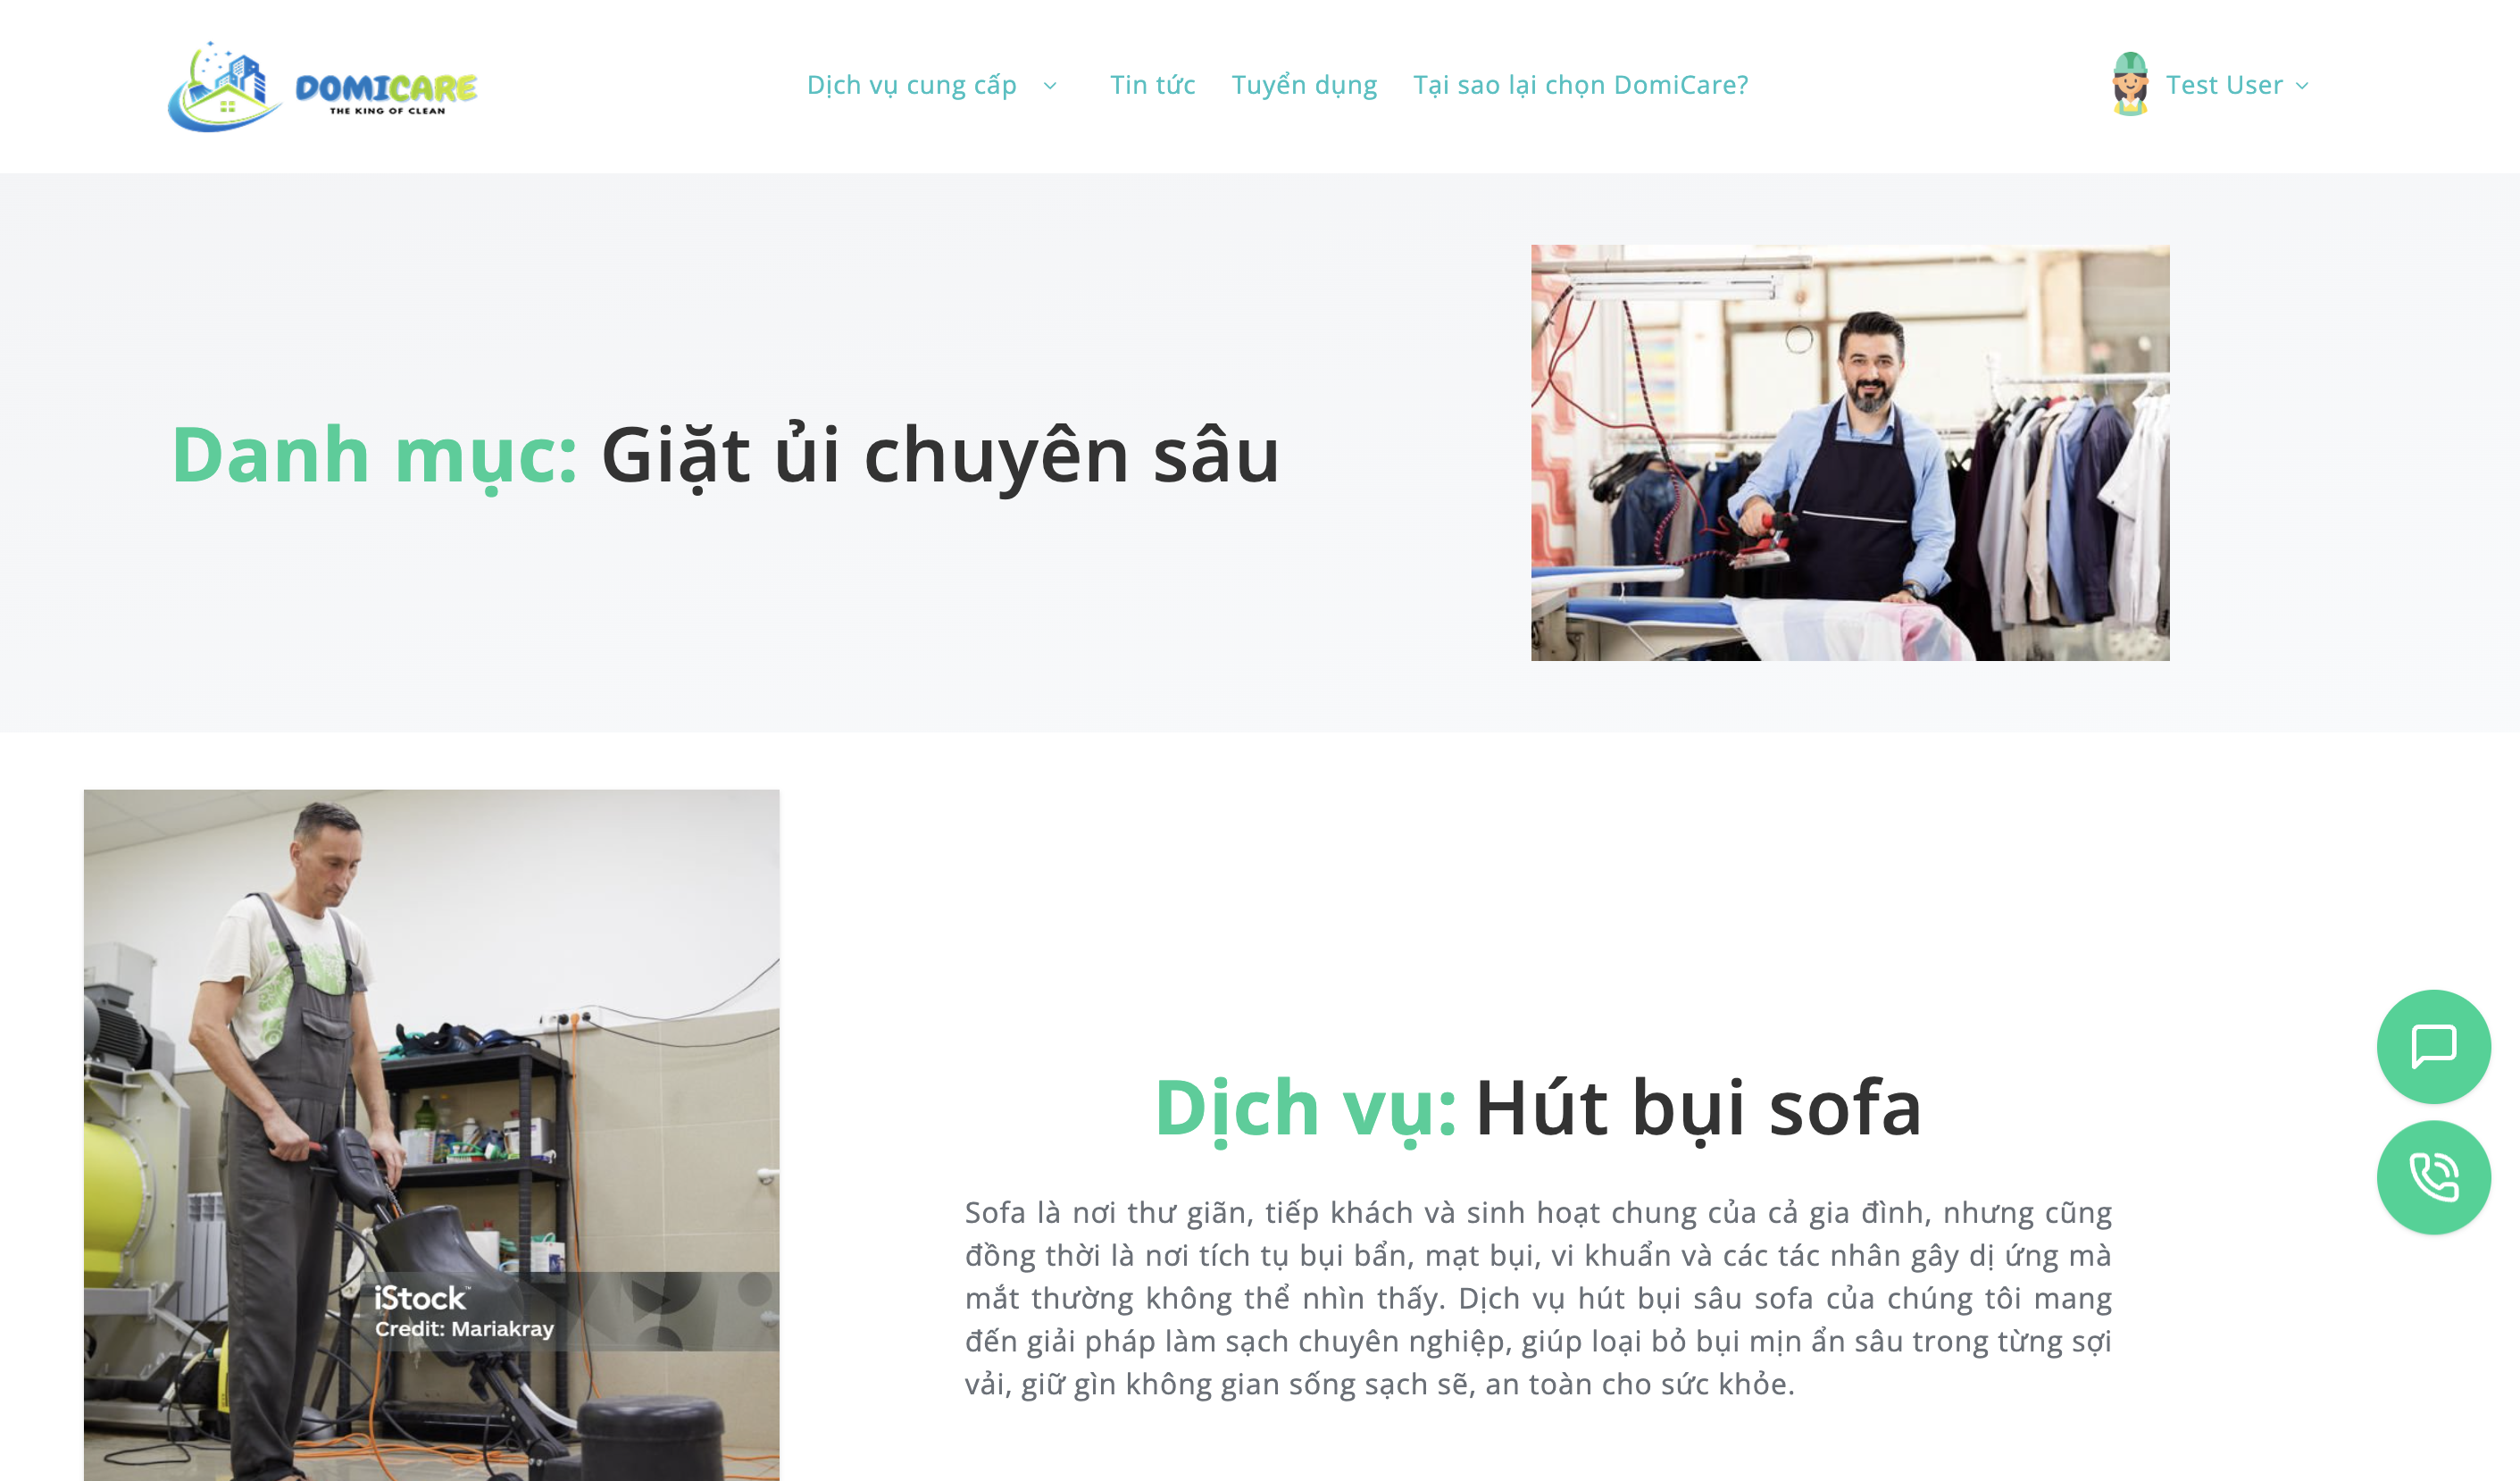 DOMICARE
THE KING OF CLEAN
Dịch vụ cung cấp
Tin tức
Tuyển dụng
Tại sao lại chọn DomiCare?
Test User
Danh mục: Giặt ủi chuyên sâu
Dịch vụ: Hút bụi sofa
Sofa là nơi thư giãn, tiếp khách và sinh hoạt chung của cả gia đình, nhưng cũng
đồng thời là nơi tích tụ bụi bẩn, mạt bụi, vi khuẩn và các tác nhân gây dị ứng mà
mắt thường không thể nhìn thấy. Dịch vụ hút bụi sâu sofa của chúng tôi mang
đến giải pháp làm sạch chuyên nghiệp, giúp loại bỏ bụi mịn ẩn sâu trong từng sợi
vải, giữ gìn không gian sống sạch sẽ, an toàn cho sức khỏe.
iStock™
Credit: Mariakray